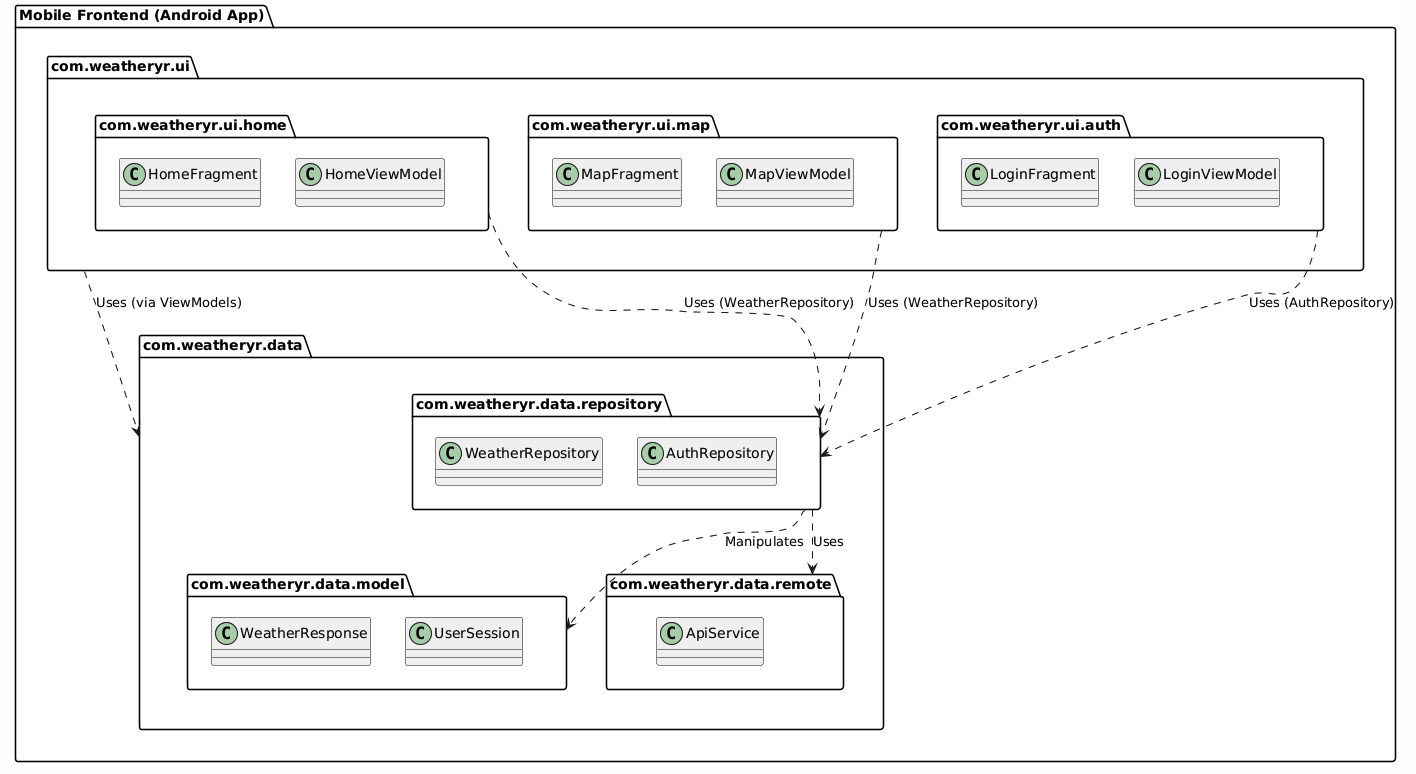 Mobile Frontend (Android App)
com.weatheryr.ui
com.weatheryr.ui.home
com.weatheryr.ui.map
com.weatheryr.ui.auth
C HomeFragment
C HomeViewModel
C MapFragment
C MapViewModel
C LoginFragment
C LoginViewModel
Uses (via ViewModels)
Uses (WeatherRepository)
Uses (WeatherRepository)
Uses (AuthRepository)
com.weatheryr.data
com.weatheryr.data.repository
C WeatherRepository
C AuthRepository
Manipulates
Uses
com.weatheryr.data.model
com.weatheryr.data.remote
C WeatherResponse
C UserSession
C ApiService